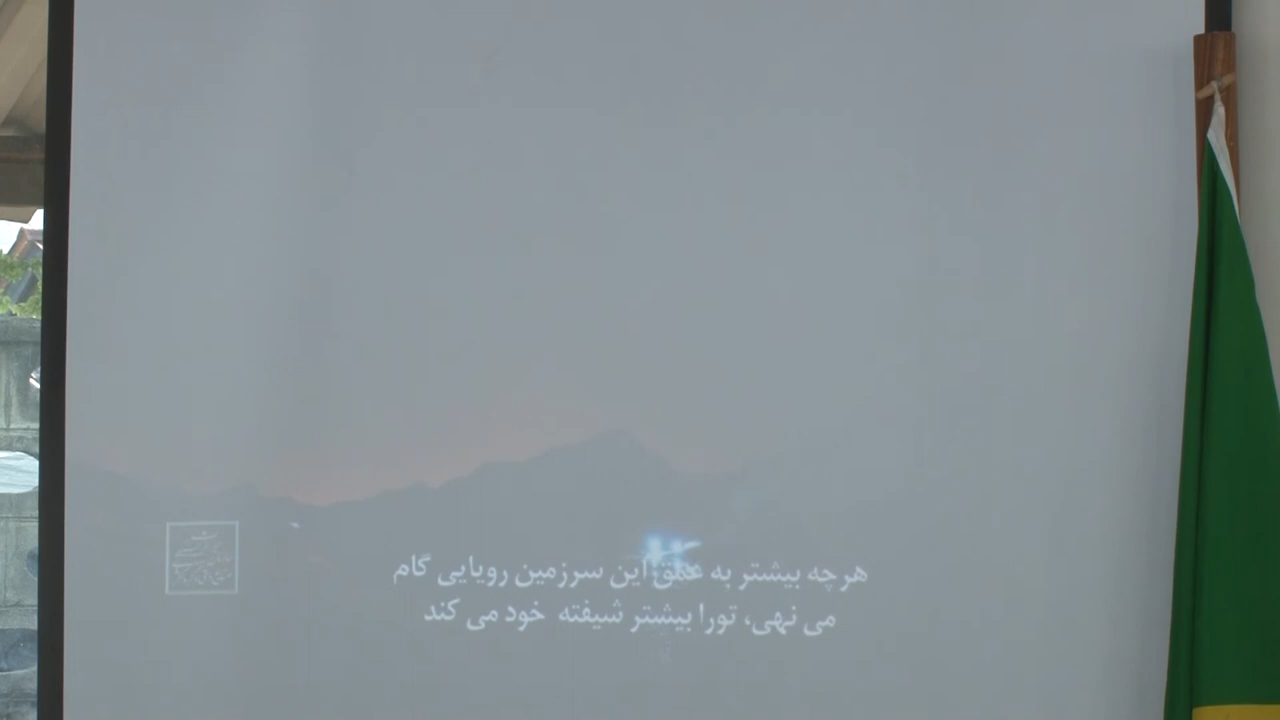 هرچه بیشتر به عمق این سرزمین رویایی گام
می نهی، تورا بیشتر شیفته خود می کند